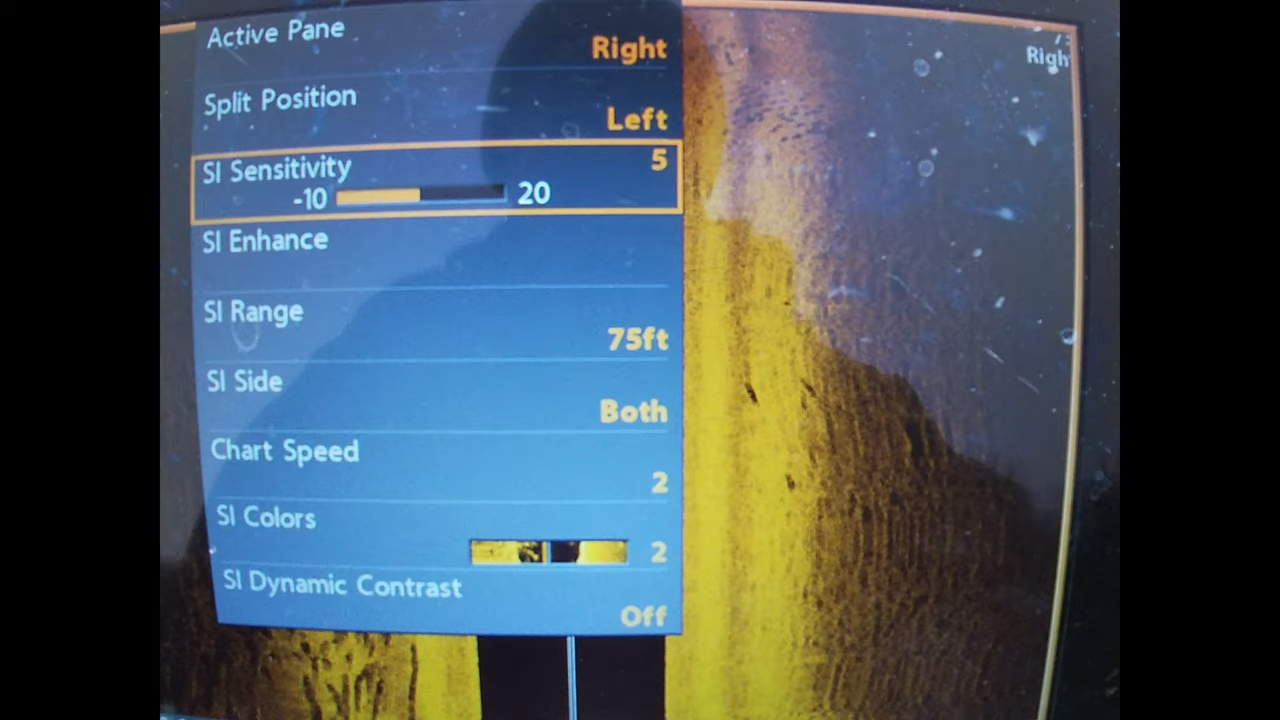 Active Pane
Right
Split Position
Left
SI Sensitivity 5
-10 20
SI Enhance
SI Range
75ft
SI Side
Both
Chart Speed
2
SI Colors
2
SI Dynamic Contrast
Off
Righ